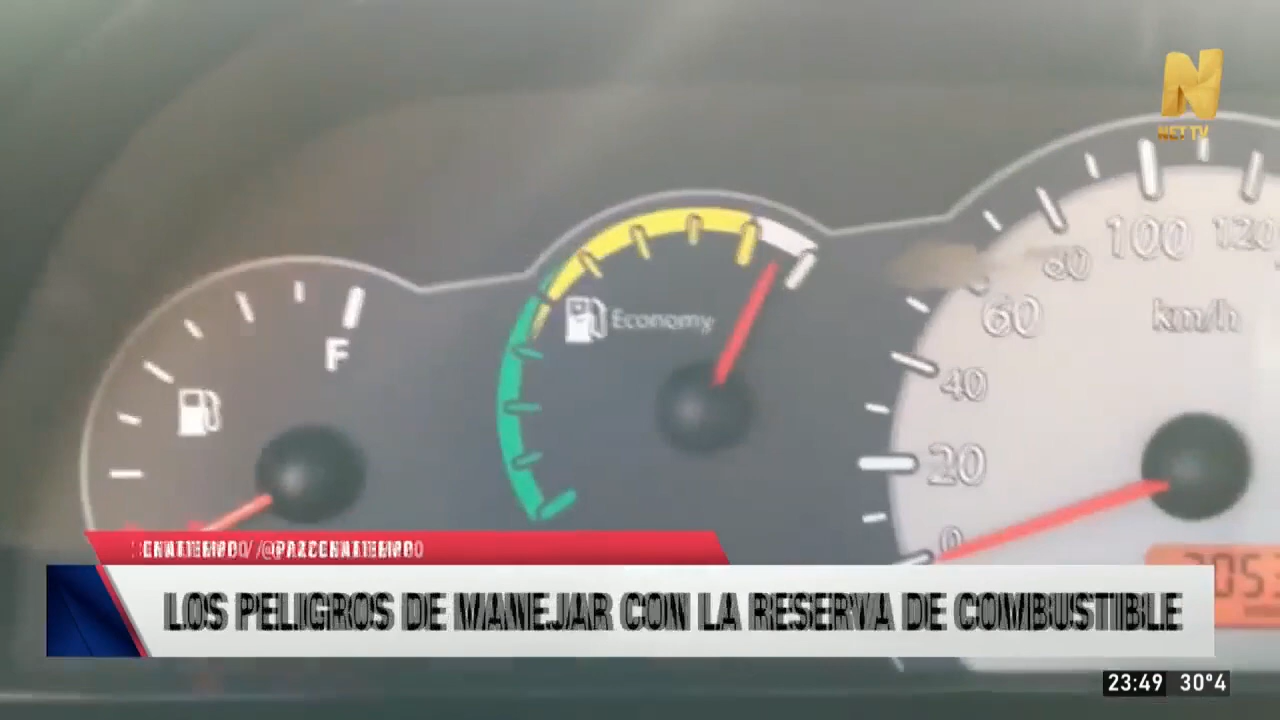 NET TV
F
Economy
100
120
80
60
km/h
40
20
0
LOS PELIGROS DE MANEJAR CON LA RESERVA DE COMBUSTIBLE
23:49 30°4